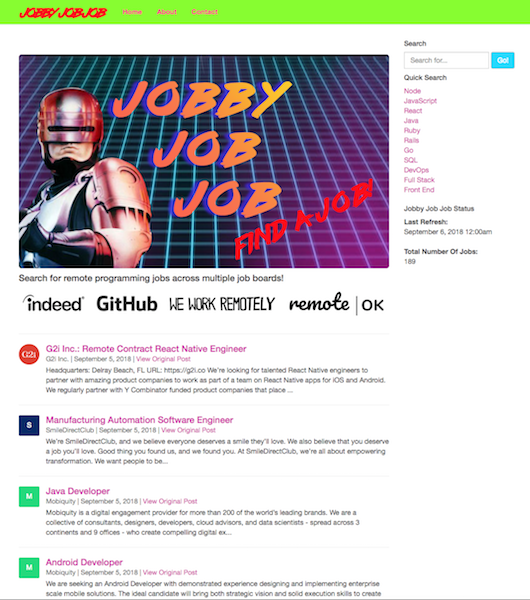 JOBBY JOB JOB
Home About Contact
JOBBY
JOB
JOB
FIND A JOB!
Search for remote programming jobs across multiple job boards!
indeed GitHub WE WORK REMOTELY remote | OK
G2i
G2i Inc.: Remote Contract React Native Engineer
G2i Inc. | September 5, 2018 | View Original Post
Headquarters: Delray Beach, FL URL: https://g2i.co We're looking for talented React Native engineers to
partner with amazing product companies to work as part of a team on React Native apps for iOS and Android.
We regularly partner with Y Combinator funded product companies that place ...
S
Manufacturing Automation Software Engineer
SmileDirectClub | September 5, 2018 | View Original Post
We're SmileDirectClub, and we believe everyone deserves a smile they'll love. We also believe that you deserve
a job you'll love. Good thing you found us, and we found you. At SmileDirectClub, we're all about empowering
transformation. We want people to be...
M
Java Developer
Mobiquity | September 5, 2018 | View Original Post
Mobiquity is a digital engagement provider for more than 200 of the world's leading brands. We are a
collective of consultants, designers, developers, cloud advisors, and data scientists - spread across 3
continents and 9 offices - who create compelling digital ex...
M
Android Developer
Mobiquity | September 5, 2018 | View Original Post
We are seeking an Android Developer with demonstrated experience designing and implementing enterprise
scale mobile solutions. The ideal candidate will bring both strategic vision and solid execution skills to create
Search
Search for...
Go!
Quick Search
Node
JavaScript
React
Java
Ruby
Rails
Go
SQL
DevOps
Full Stack
Front End
Jobby Job Job Status
Last Refresh:
September 6, 2018 12:00am
Total Number Of Jobs:
189